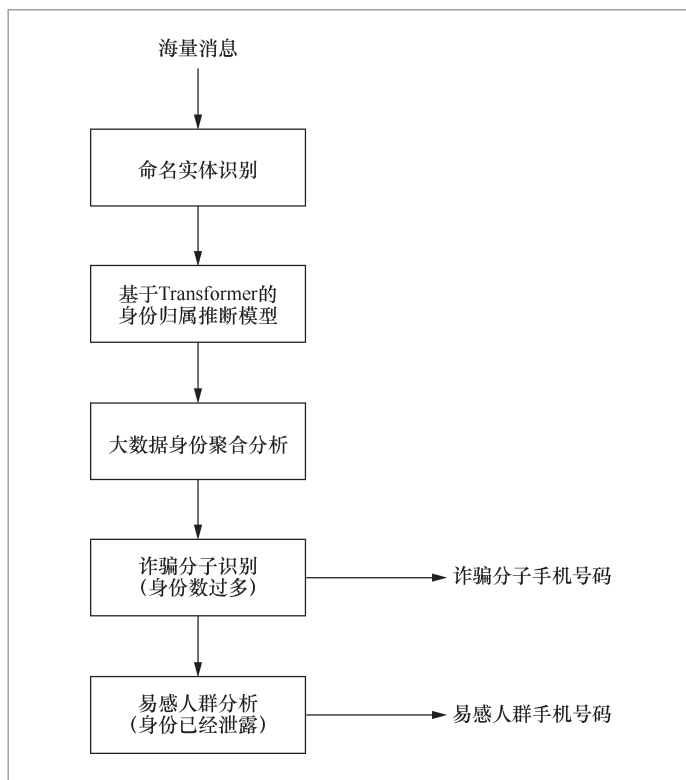 海量消息
命名实体识别
基于Transformer的
身份归属推断模型
大数据身份聚合分析
诈骗分子识别
（身份数过多）
诈骗分子手机号码
易感人群分析
（身份已经泄露）
易感人群手机号码